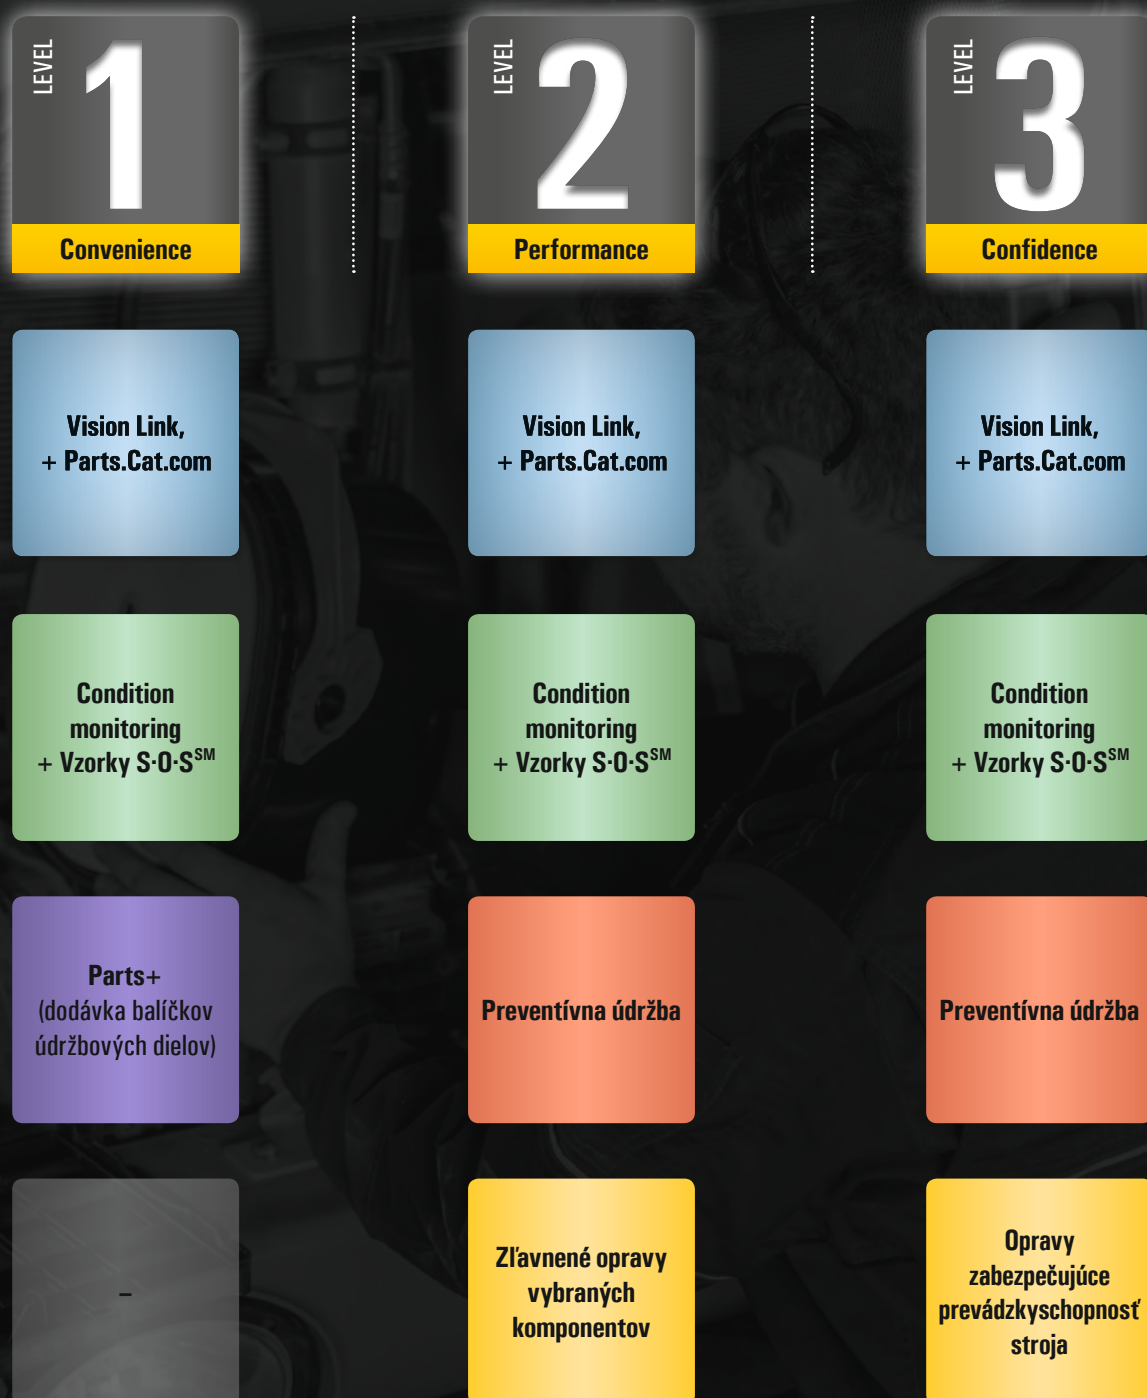 LEVEL 1
Convenience
LEVEL 2
Performance
LEVEL 3
Confidence
Vision Link,
+ Parts.Cat.com
Vision Link,
+ Parts.Cat.com
Vision Link,
+ Parts.Cat.com
Condition
monitoring
+ Vzorky S·O·S℠
Condition
monitoring
+ Vzorky S·O·S℠
Condition
monitoring
+ Vzorky S·O·S℠
Parts+
(dodávka balíčkov
údržbových dielov)
Preventívna údržba
Preventívna údržba
–
Zľavnené opravy
vybraných
komponentov
Opravy
zabezpečujúce
prevádzkyschopnosť
stroja